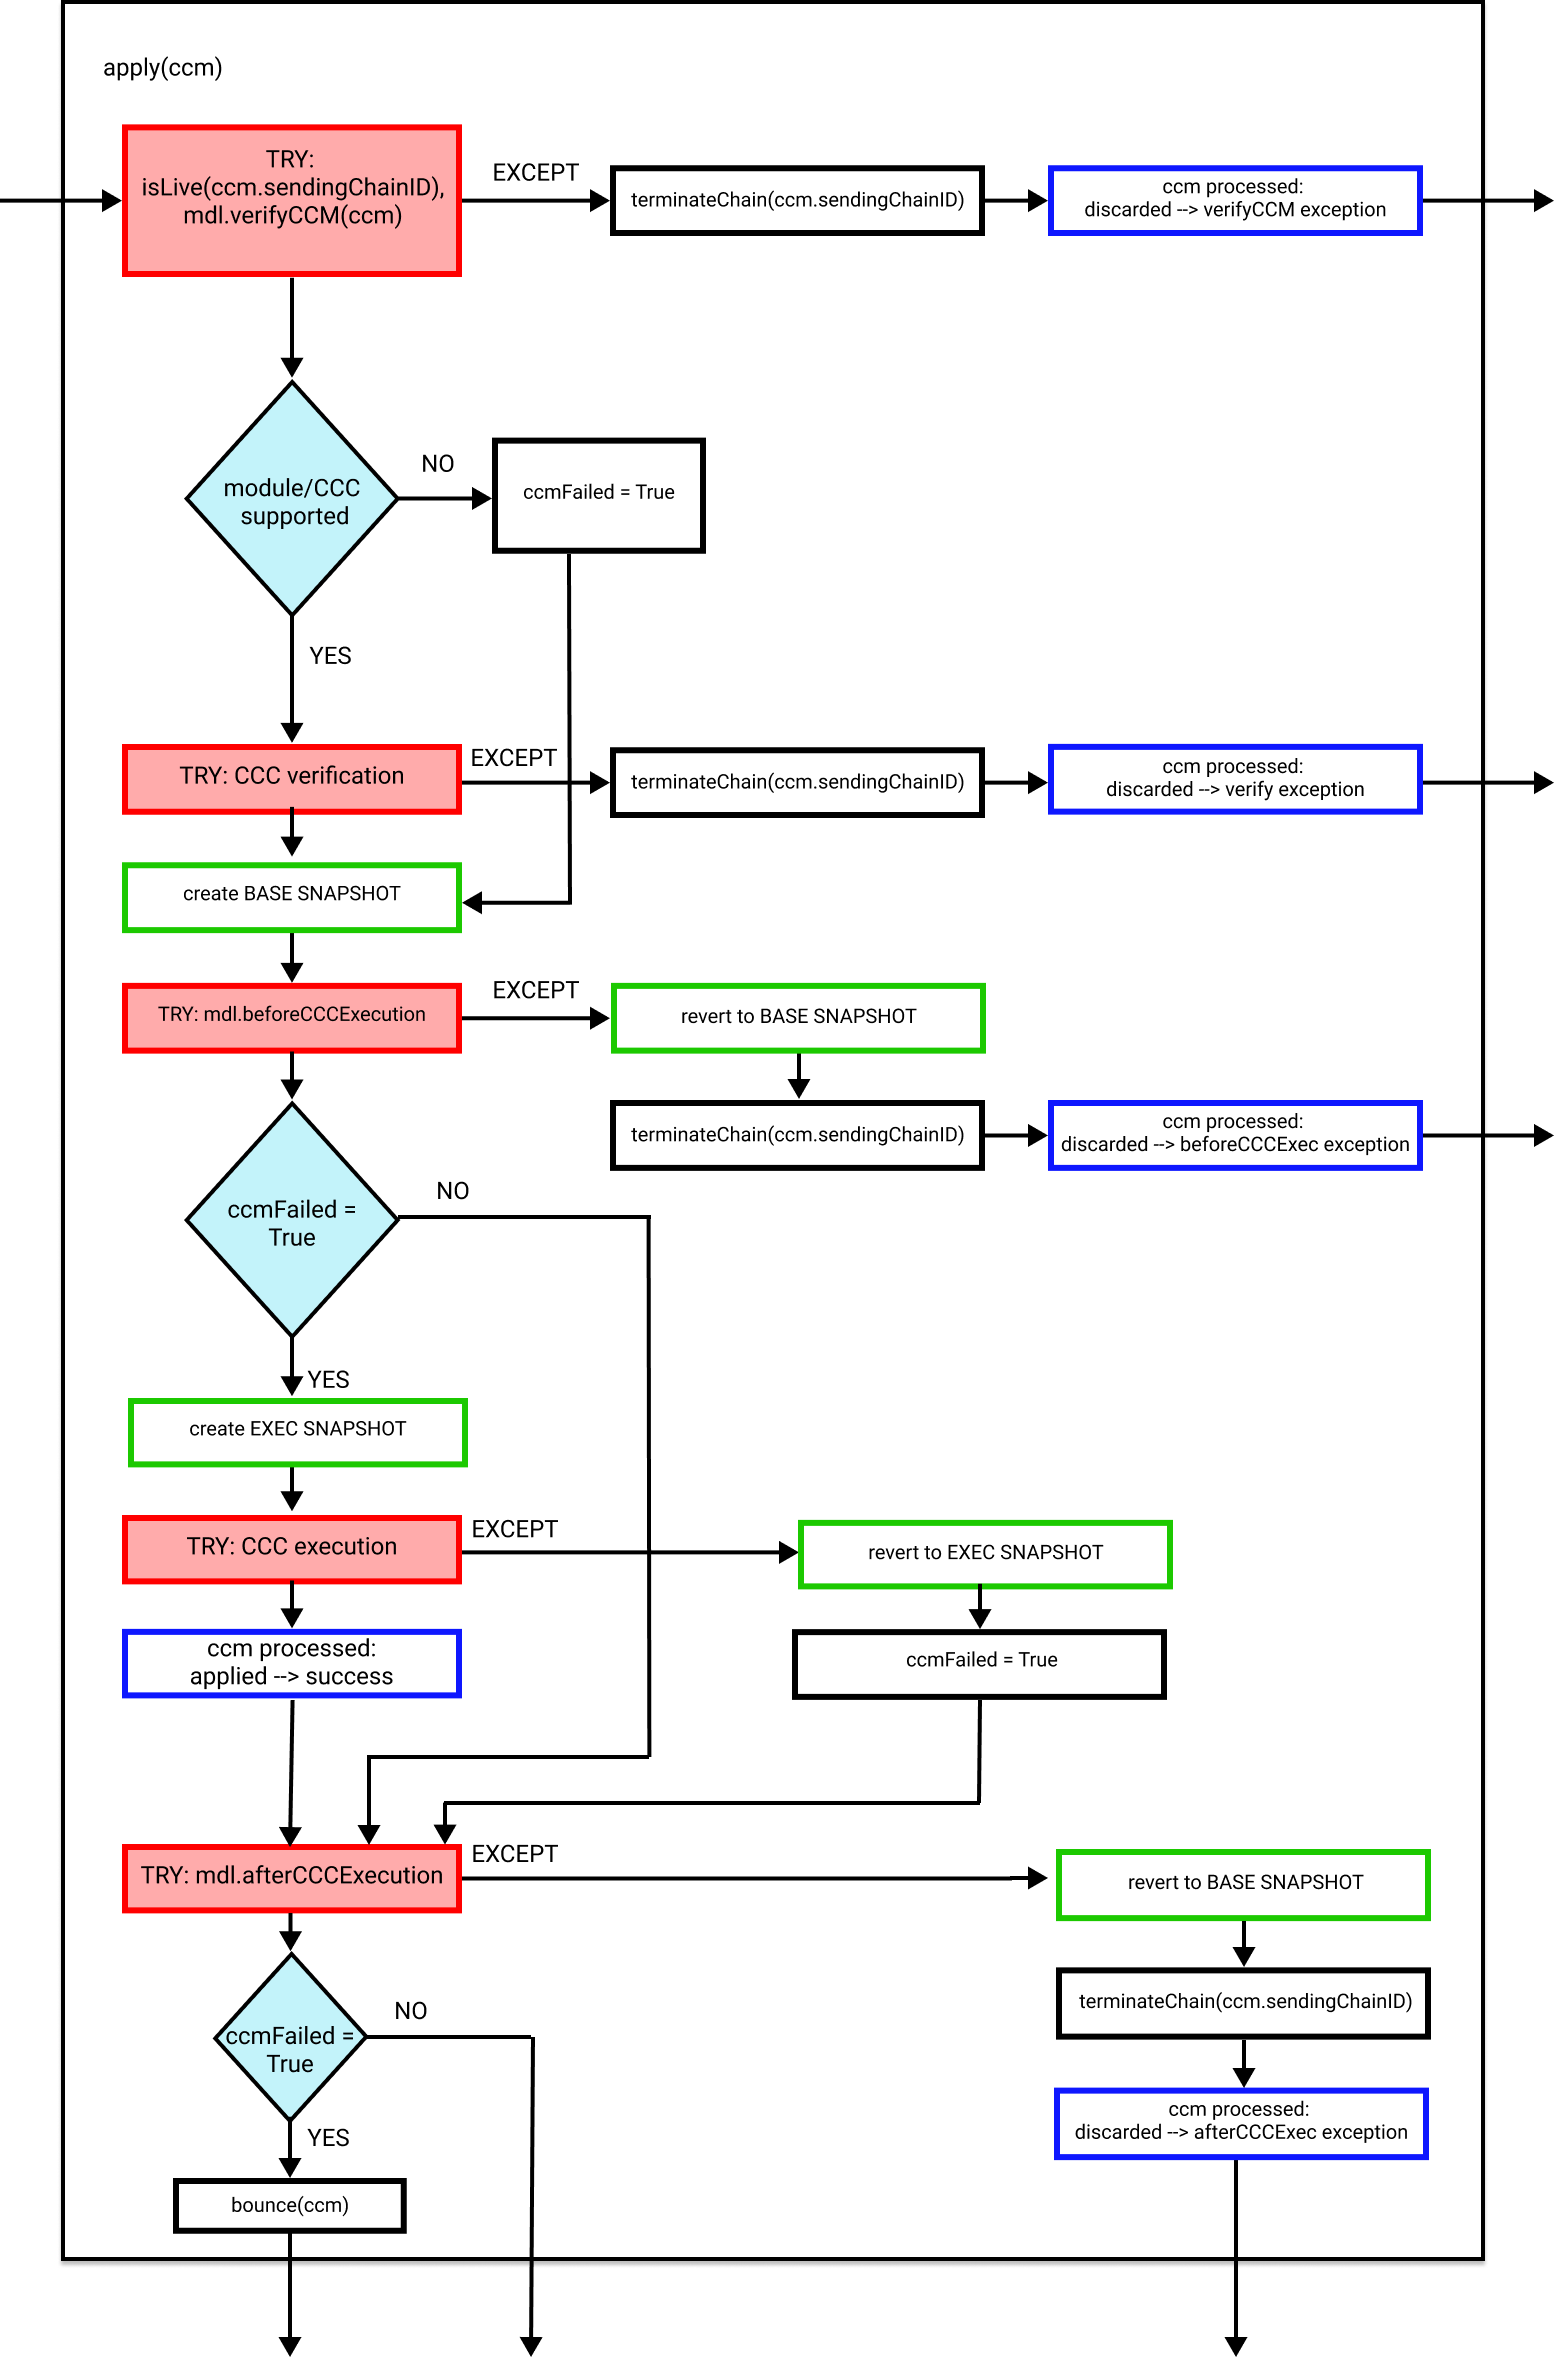 apply(ccm)
TRY:
isLive(ccm.sendingChainID),
mdl.verifyCCM(ccm)
EXCEPT
terminateChain(ccm.sendingChainID)
ccm processed:
discarded --> verifyCCM exception
module/CCC
supported
NO
ccmFailed = True
YES
TRY: CCC verification
EXCEPT
terminateChain(ccm.sendingChainID)
ccm processed:
discarded --> verify exception
create BASE SNAPSHOT
TRY: mdl.beforeCCCExecution
EXCEPT
revert to BASE SNAPSHOT
terminateChain(ccm.sendingChainID)
ccm processed:
discarded --> beforeCCCExec exception
ccmFailed =
True
NO
YES
create EXEC SNAPSHOT
TRY: CCC execution
EXCEPT
revert to EXEC SNAPSHOT
ccm processed:
applied --> success
ccmFailed = True
TRY: mdl.afterCCCExecution
EXCEPT
revert to BASE SNAPSHOT
terminateChain(ccm.sendingChainID)
ccm processed:
discarded --> afterCCCExec exception
ccmFailed =
True
NO
YES
bounce(ccm)